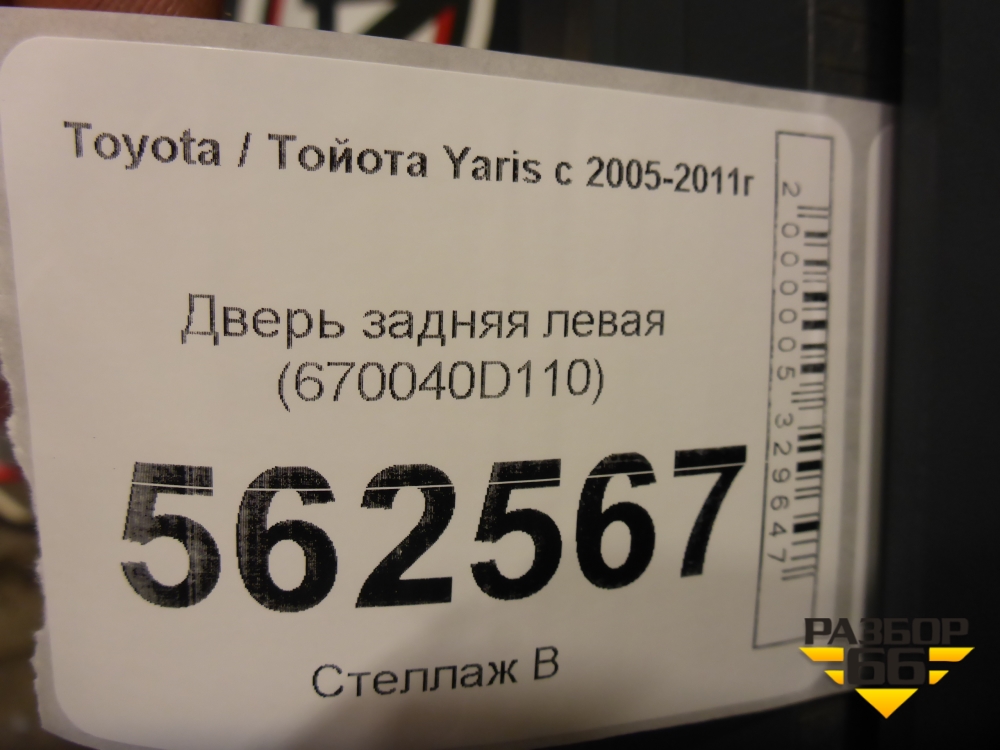 Toyota / Тойота Yaris с 2005-2011г
Дверь задняя левая
(670040D110)
562567
Стеллаж В
2000005329647
РАЗБОР
66